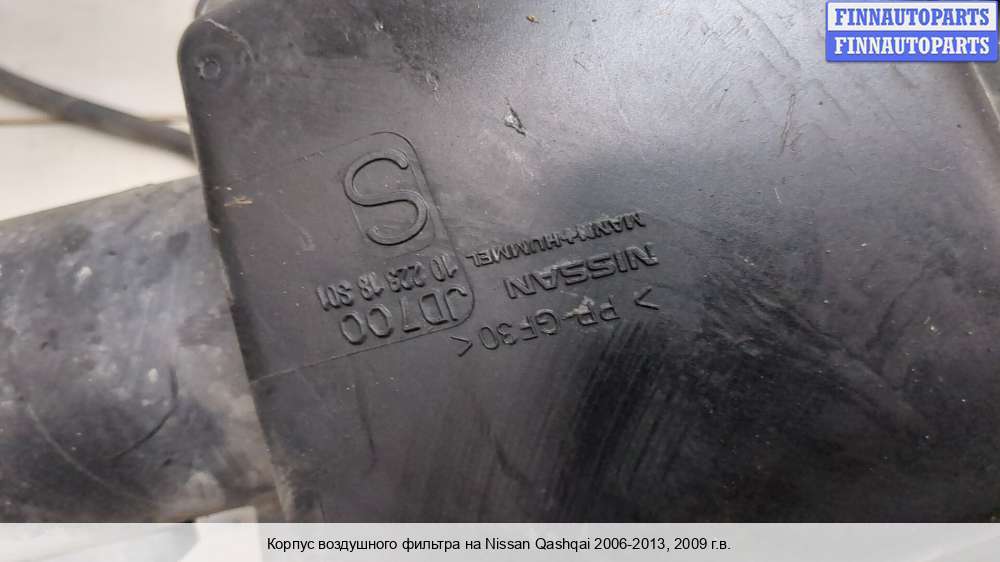 FINNAUTOPARTS
FINNAUTOPARTS
S
JD700
10 223 18 S01
MANN+HUMMEL
NISSAN
>PP-GF30<
Корпус воздушного фильтра на Nissan Qashqai 2006-2013, 2009 г.в.